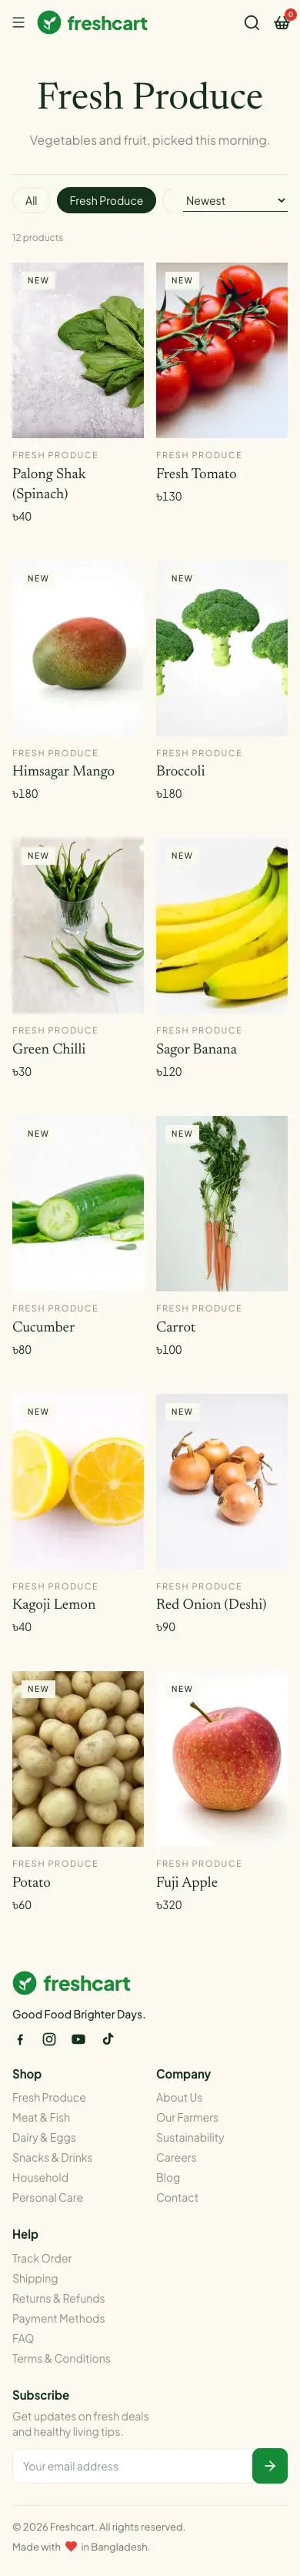 freshcart
0
Fresh Produce
Vegetables and fruit, picked this morning.
All
Fresh Produce
Newest
12 products
NEW
NEW
FRESH PRODUCE
FRESH PRODUCE
Palong Shak
(Spinach)
Fresh Tomato
৳40
৳130
NEW
NEW
FRESH PRODUCE
FRESH PRODUCE
Himsagar Mango
Broccoli
৳180
৳180
NEW
NEW
FRESH PRODUCE
FRESH PRODUCE
Green Chilli
Sagor Banana
৳30
৳120
NEW
NEW
FRESH PRODUCE
FRESH PRODUCE
Cucumber
Carrot
৳80
৳100
NEW
NEW
FRESH PRODUCE
FRESH PRODUCE
Kagoji Lemon
Red Onion (Deshi)
৳40
৳90
NEW
NEW
FRESH PRODUCE
FRESH PRODUCE
Potato
Fuji Apple
৳60
৳320
freshcart
Good Food Brighter Days.
Shop
Fresh Produce
Meat & Fish
Dairy & Eggs
Snacks & Drinks
Household
Personal Care
Company
About Us
Our Farmers
Sustainability
Careers
Blog
Contact
Help
Track Order
Shipping
Returns & Refunds
Payment Methods
FAQ
Terms & Conditions
Subscribe
Get updates on fresh deals
and healthy living tips.
Your email address
© 2026 Freshcart. All rights reserved.
Made with ❤️ in Bangladesh.